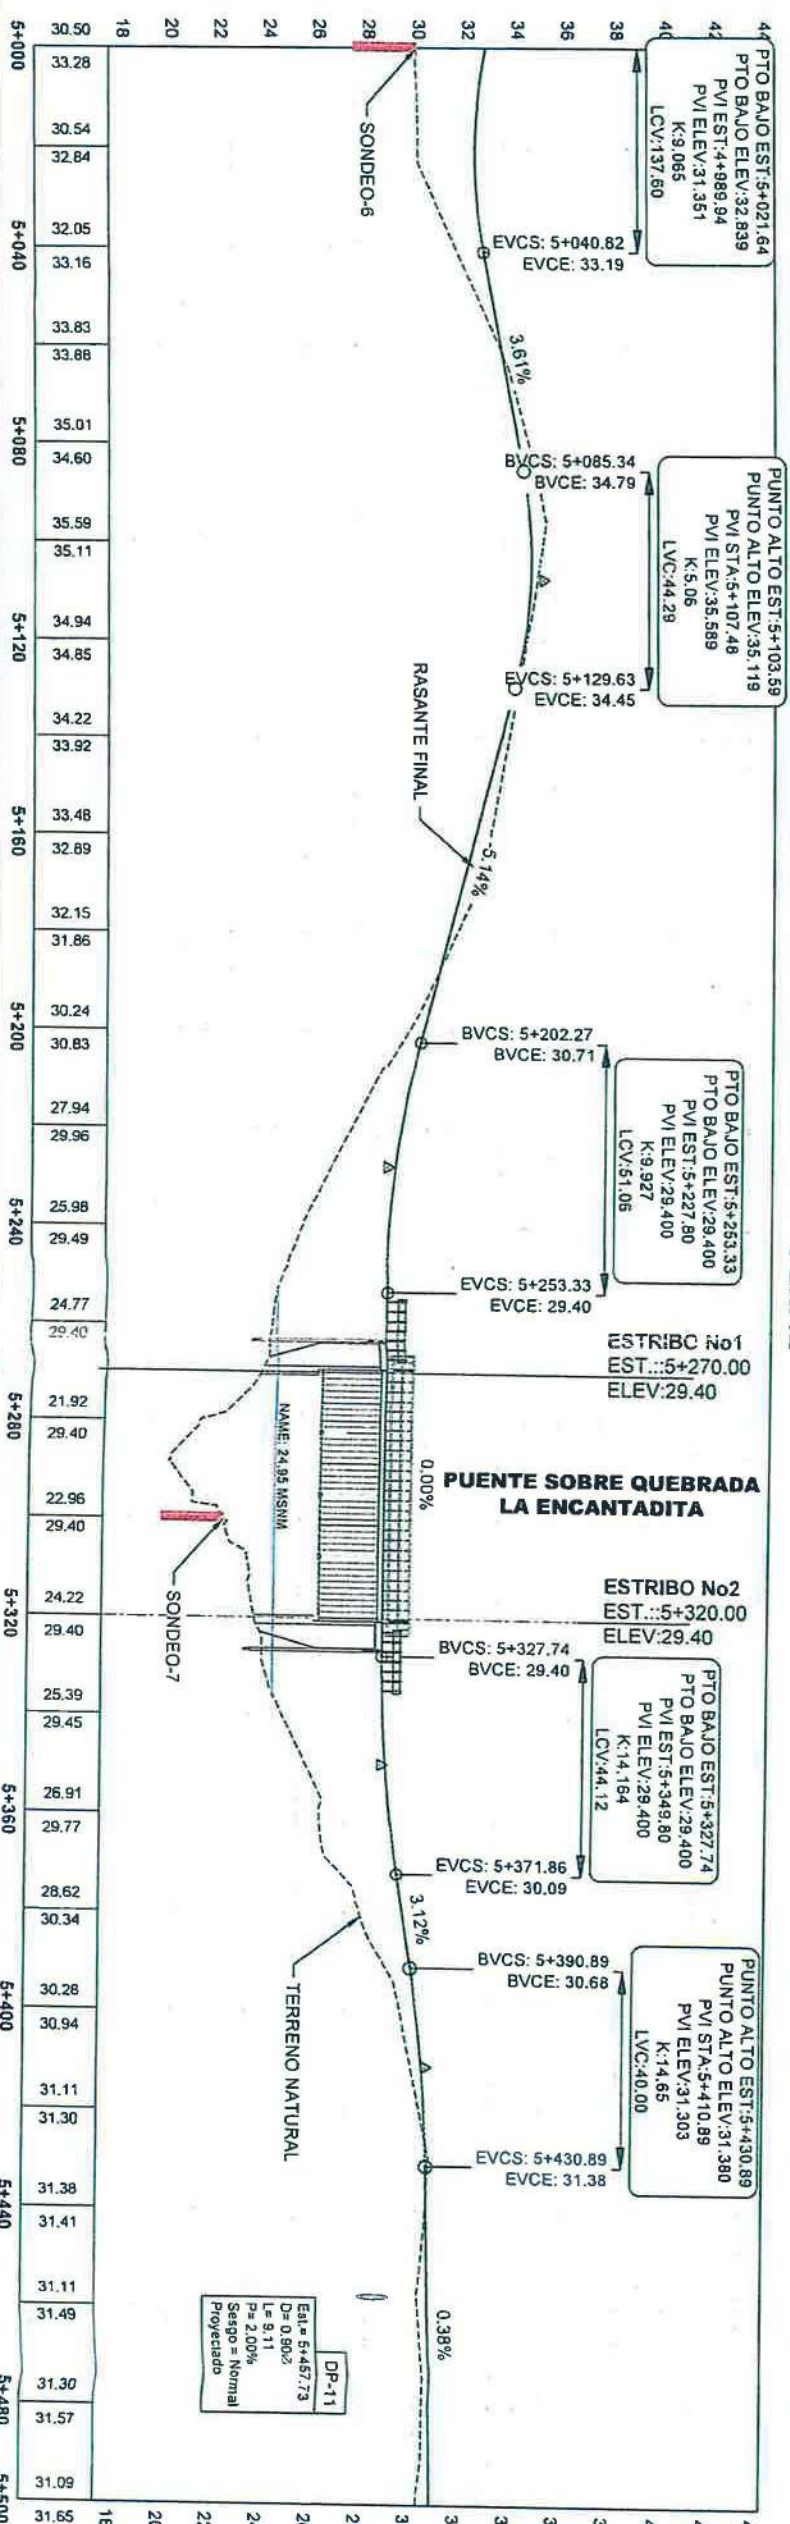 44
42
40
38
36
34
32
30
28
26
24
22
20
18
PTO BAJO EST:5+021.64
PTO BAJO ELEV:32.839
PVI EST:4+989.94
PVI ELEV:31.351
K:9.065
LCV:137.60
EVCS: 5+040.82
EVCE: 33.19
SONDEO-6
3.61%
PUNTO ALTO EST:5+103.59
PUNTO ALTO ELEV:35.119
PVI STA:5+107.48
PVI ELEV:35.589
K:5.06
LVC:44.29
BVCS: 5+085.34
BVCE: 34.79
EVCS: 5+129.63
EVCE: 34.45
RASANTE FINAL
-5.14%
PTO BAJO EST:5+253.33
PTO BAJO ELEV:29.400
PVI EST:5+227.80
PVI ELEV:29.400
K:9.927
LCV:51.06
BVCS: 5+202.27
BVCE: 30.71
EVCS: 5+253.33
EVCE: 29.40
ESTRIBO No1
EST.::5+270.00
ELEV:29.40
PUENTE SOBRE QUEBRADA
LA ENCANTADITA
0.00%
NAME: 24.95 MSNM
SONDEO-7
ESTRIBO No2
EST.::5+320.00
ELEV:29.40
PTO BAJO EST:5+327.74
PTO BAJO ELEV:29.400
PVI EST:5+349.80
PVI ELEV:29.400
K:14.164
LCV:44.12
BVCS: 5+327.74
BVCE: 29.40
EVCS: 5+371.86
EVCE: 30.09
3.12%
TERRENO NATURAL
PUNTO ALTO EST:5+430.89
PUNTO ALTO ELEV:31.380
PVI STA:5+410.89
PVI ELEV:31.303
K:14.65
LVC:40.00
BVCS: 5+390.89
BVCE: 30.68
EVCS: 5+430.89
EVCE: 31.38
0.38%
DP-11
Est.= 5+457.73
L= 9.11
P= 2.00%
Sesgo = Normal
Proyectado
30.50
33.28
30.54
32.84
32.05
33.16
33.83
33.88
35.01
34.60
35.59
35.11
34.94
34.85
34.22
33.92
33.48
32.89
32.15
31.86
30.24
30.83
27.94
29.96
25.98
29.49
24.77
29.40
21.92
29.40
22.96
29.40
24.22
29.40
25.39
29.45
26.91
29.77
28.62
30.34
30.28
30.94
31.11
31.30
31.38
31.41
31.11
31.49
31.30
31.57
31.09
31.65
5+000
5+040
5+080
5+120
5+160
5+200
5+240
5+280
5+320
5+360
5+400
5+440
5+480
5+500